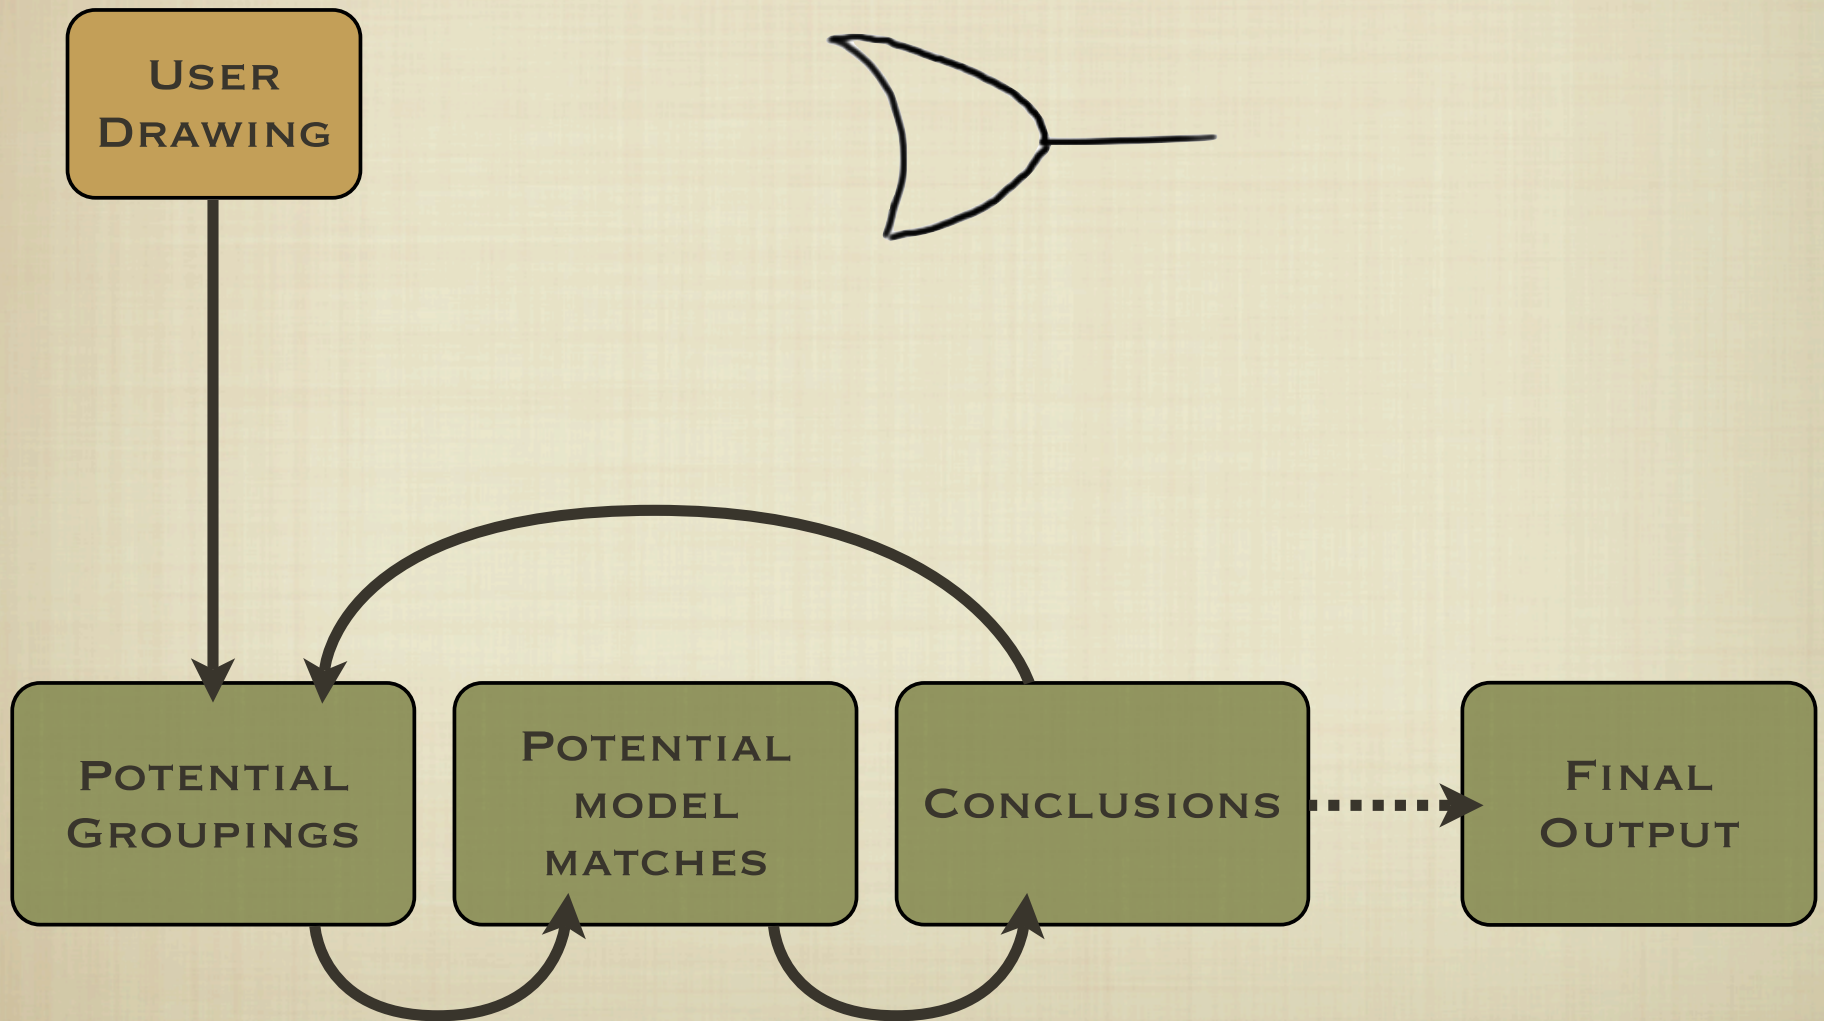 User
Drawing
Potential
Groupings
Potential
model
matches
Conclusions
Final
Output